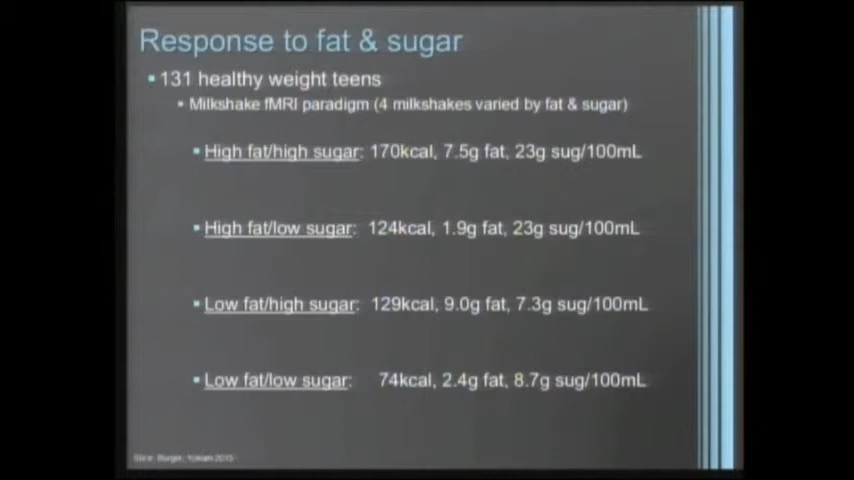 Response to fat & sugar
131 healthy weight teens
Milkshake fMRI paradigm (4 milkshakes varied by fat & sugar)
High fat/high sugar: 170kcal, 7.5g fat, 23g sug/100mL
High fat/low sugar: 124kcal, 1.9g fat, 23g sug/100mL
Low fat/high sugar: 129kcal, 9.0g fat, 7.3g sug/100mL
Low fat/low sugar: 74kcal, 2.4g fat, 8.7g sug/100mL
Burger,